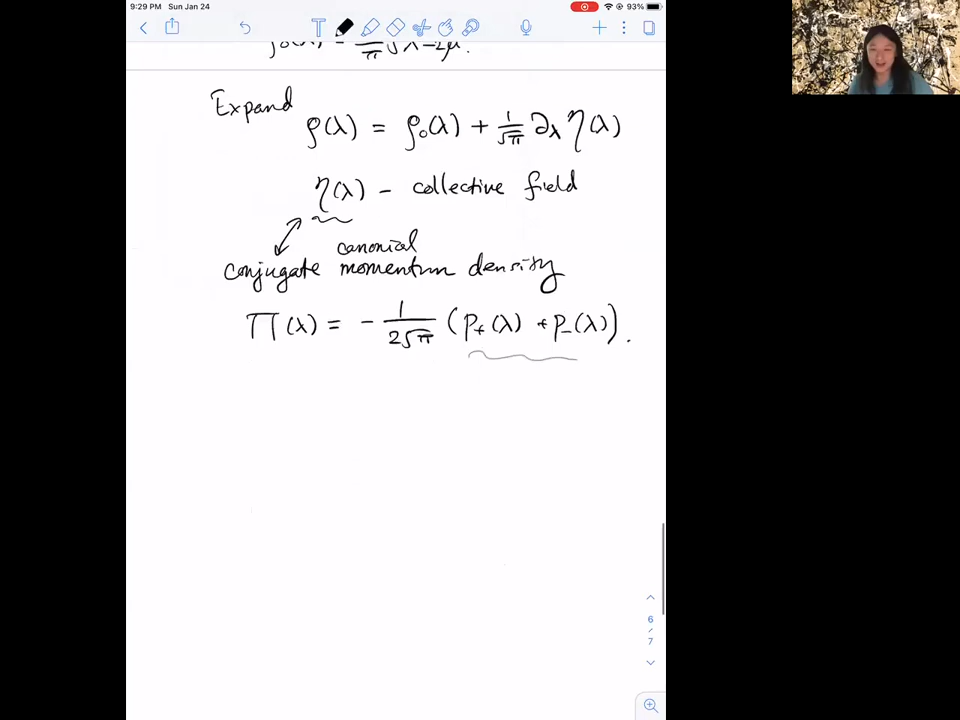 9:29 PM Sun Jan 24
93%
Expand
ρ(λ) = ρ₀(λ) + 1/√π ∂λ η(λ)
η(λ) – collective field
canonical
conjugate momentum density
Π(λ) = - 1/2√π (p₊(λ) + p₋(λ)).
6
7